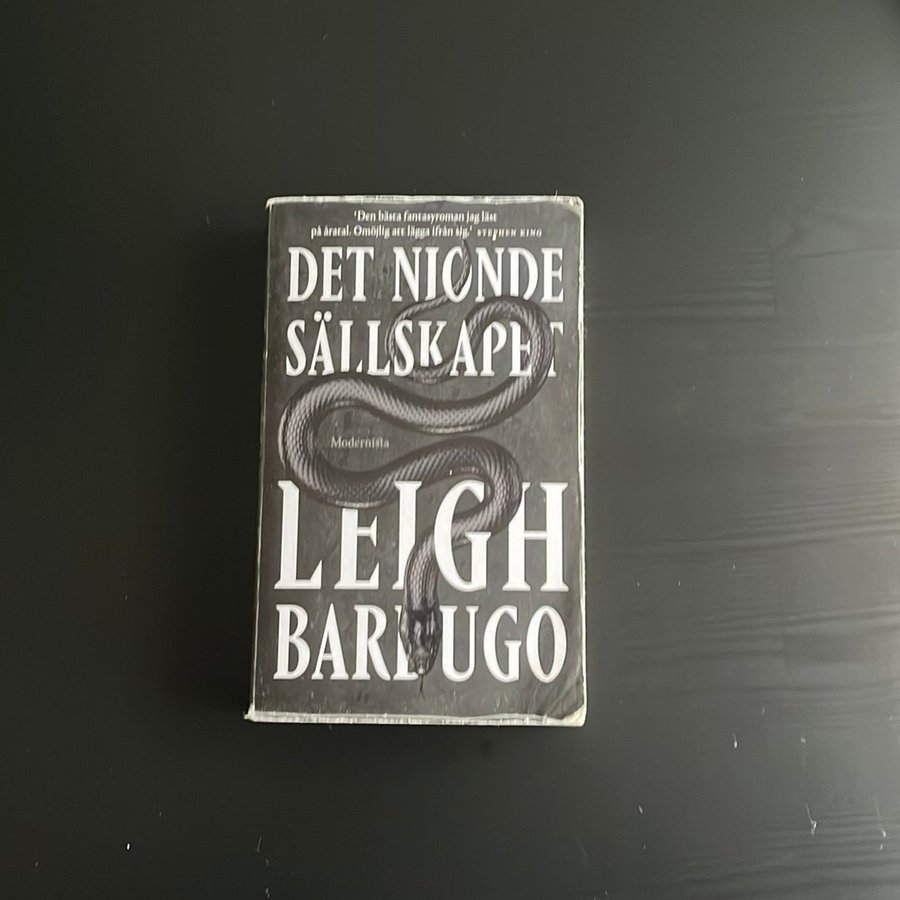 'Den bästa fantasyroman jag läst
på åratal. Omöjlig att lägga ifrån sig.' STEPHEN KING
DET NIONDE
SÄLLSKAPET
Modernista
LEIGH
BARDUGO